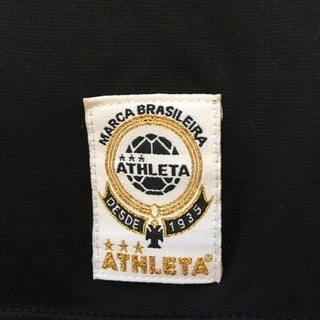 MARCA BRASILEIRA
ATHLETA
DESDE 1935
ATHLETA®